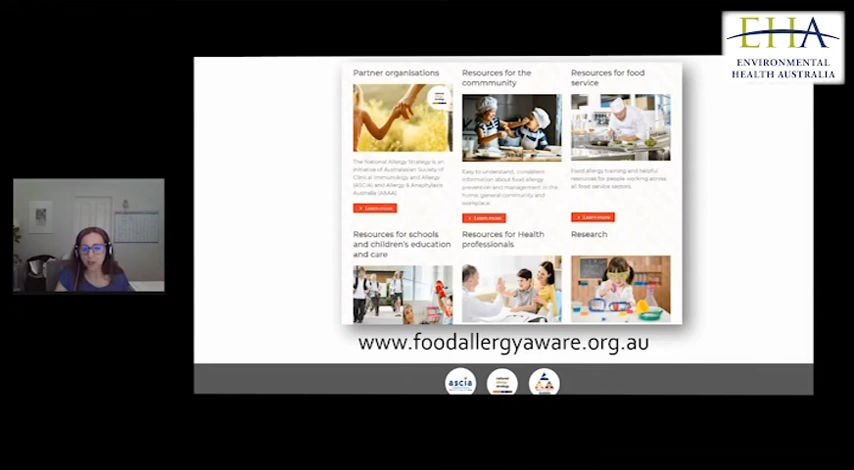 EHA
ENVIRONMENTAL
HEALTH AUSTRALIA
Partner organisations
The National Allergy Strategy is an
initiative of Australasian Society of
Clinical Immunology and Allergy
(ASCIA) and Allergy & Anaphylaxis
Australia (A&AA)
Learn more
Resources for the
commmunity
Easy to understand, consistent
information about food allergy
prevention and management in the
home, general community and
workplace.
Learn more
Resources for food
service
Food allergy training and helpful
resources for people working across
all food service sectors.
Learn more
Resources for schools
and children's education
and care
Resources for Health
professionals
Research
www.foodallergyaware.org.au
ascia
national
allergy
strategy